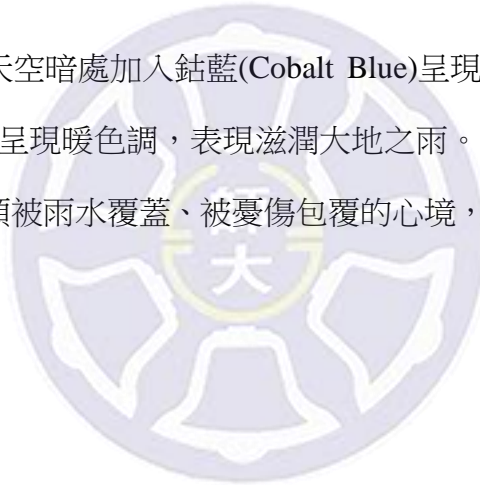 天空暗處加入鈷藍(Cobalt Blue)呈現
呈現暖色調，表現滋潤大地之雨。
被雨水覆蓋、被憂傷包覆的心境，
師大